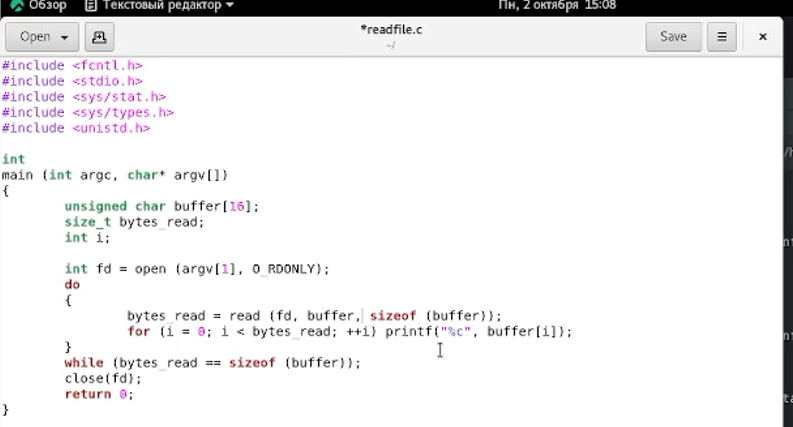 Обзор Текстовый редактор Пн, 2 октября 15:08
Open *readfile.c Save
~/
#include <fcntl.h>
#include <stdio.h>
#include <sys/stat.h>
#include <sys/types.h>
#include <unistd.h>
int
main (int argc, char* argv[])
{
unsigned char buffer[16];
size_t bytes_read;
int i;
int fd = open (argv[1], O_RDONLY);
do
{
bytes_read = read (fd, buffer, sizeof (buffer));
for (i = 0; i < bytes_read; ++i) printf("%c", buffer[i]);
}
while (bytes_read == sizeof (buffer));
close(fd);
return 0;
}